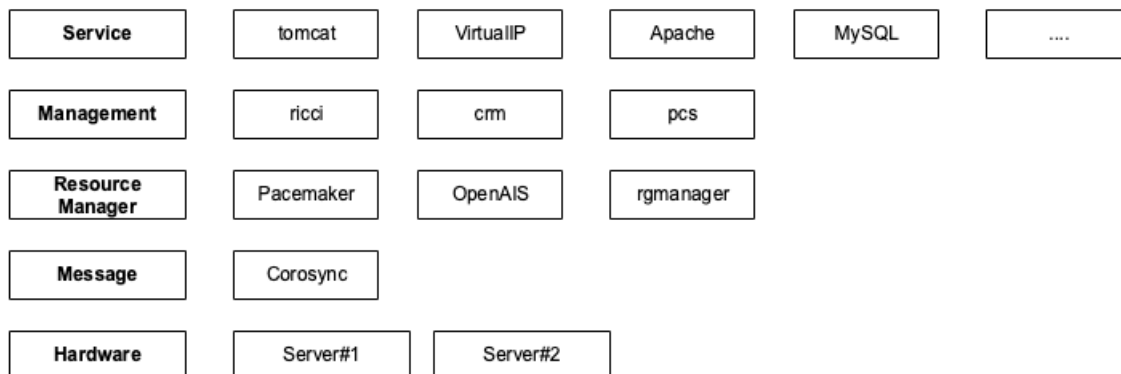 Service tomcat VirtualIP Apache MySQL ....
Management ricci crm pcs
Resource Manager Pacemaker OpenAIS rgmanager
Message Corosync
Hardware Server#1 Server#2